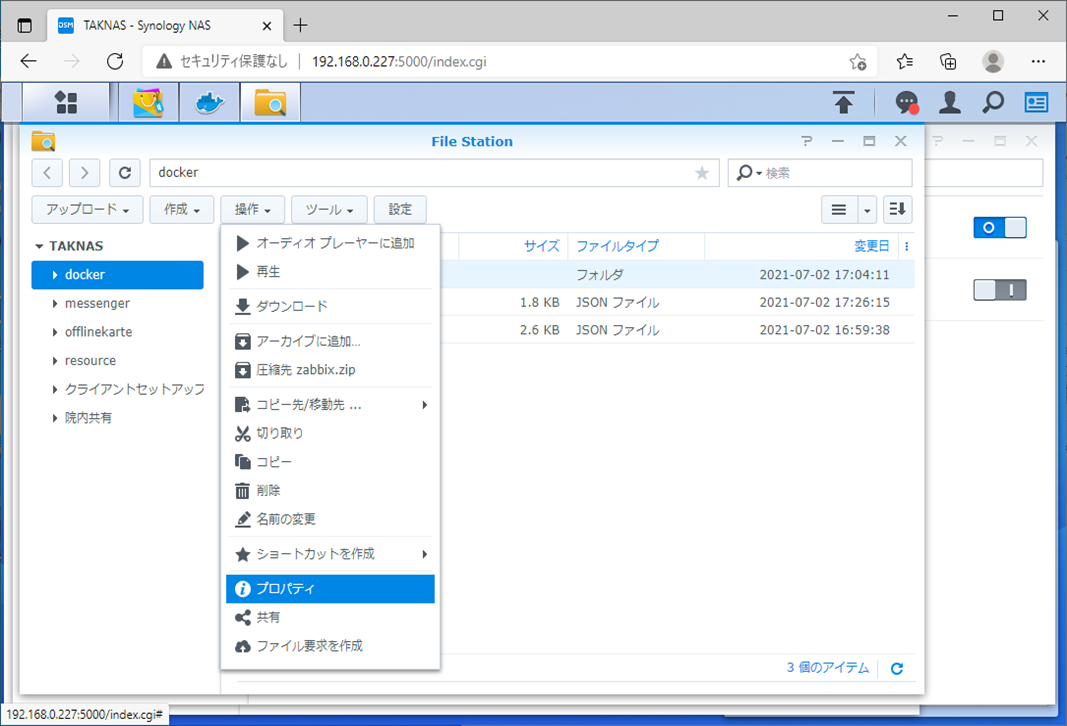 DSM TAKNAS - Synology NAS
セキュリティ保護なし 192.168.0.227:5000/index.cgi
File Station
docker
検索
アップロード 作成 操作 ツール 設定
TAKNAS
docker
messenger
offlinekarte
resource
クライアントセットアップ
院内共有
オーディオ プレーヤーに追加
再生
ダウンロード
アーカイブに追加...
圧縮先 zabbix.zip
コピー先/移動先 ...
切り取り
コピー
削除
名前の変更
ショートカットを作成
プロパティ
共有
ファイル要求を作成
サイズ ファイルタイプ 変更日
フォルダ 2021-07-02 17:04:11
1.8 KB JSON ファイル 2021-07-02 17:26:15
2.6 KB JSON ファイル 2021-07-02 16:59:38
3 個のアイテム
192.168.0.227:5000/index.cgi#